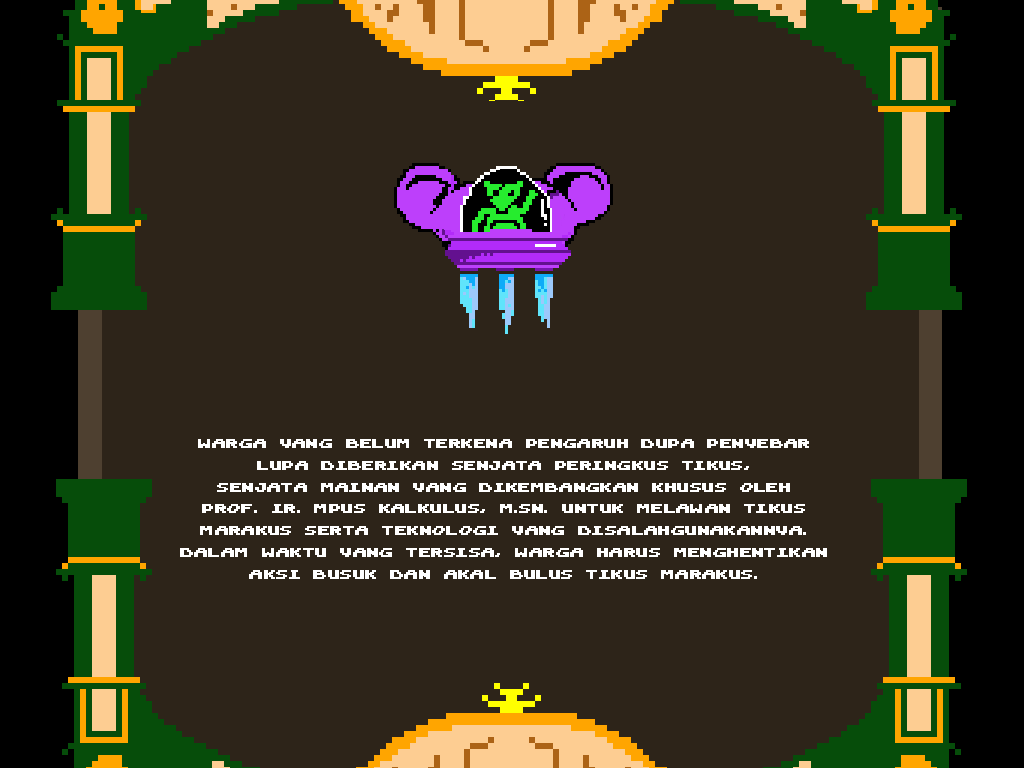 WARGA YANG BELUM TERKENA PENGARUH DUPA PENYEBAR
LUPA DIBERIKAN SENJATA PERINGKUS TIKUS,
SENJATA MAINAN YANG DIKEMBANGKAN KHUSUS OLEH
PROF. IR. MPUS KALKULUS, M.SN. UNTUK MELAWAN TIKUS
MARAKUS SERTA TEKNOLOGI YANG DISALAHGUNAKANNYA.
DALAM WAKTU YANG TERSISA, WARGA HARUS MENGHENTIKAN
AKSI BUSUK DAN AKAL BULUS TIKUS MARAKUS.